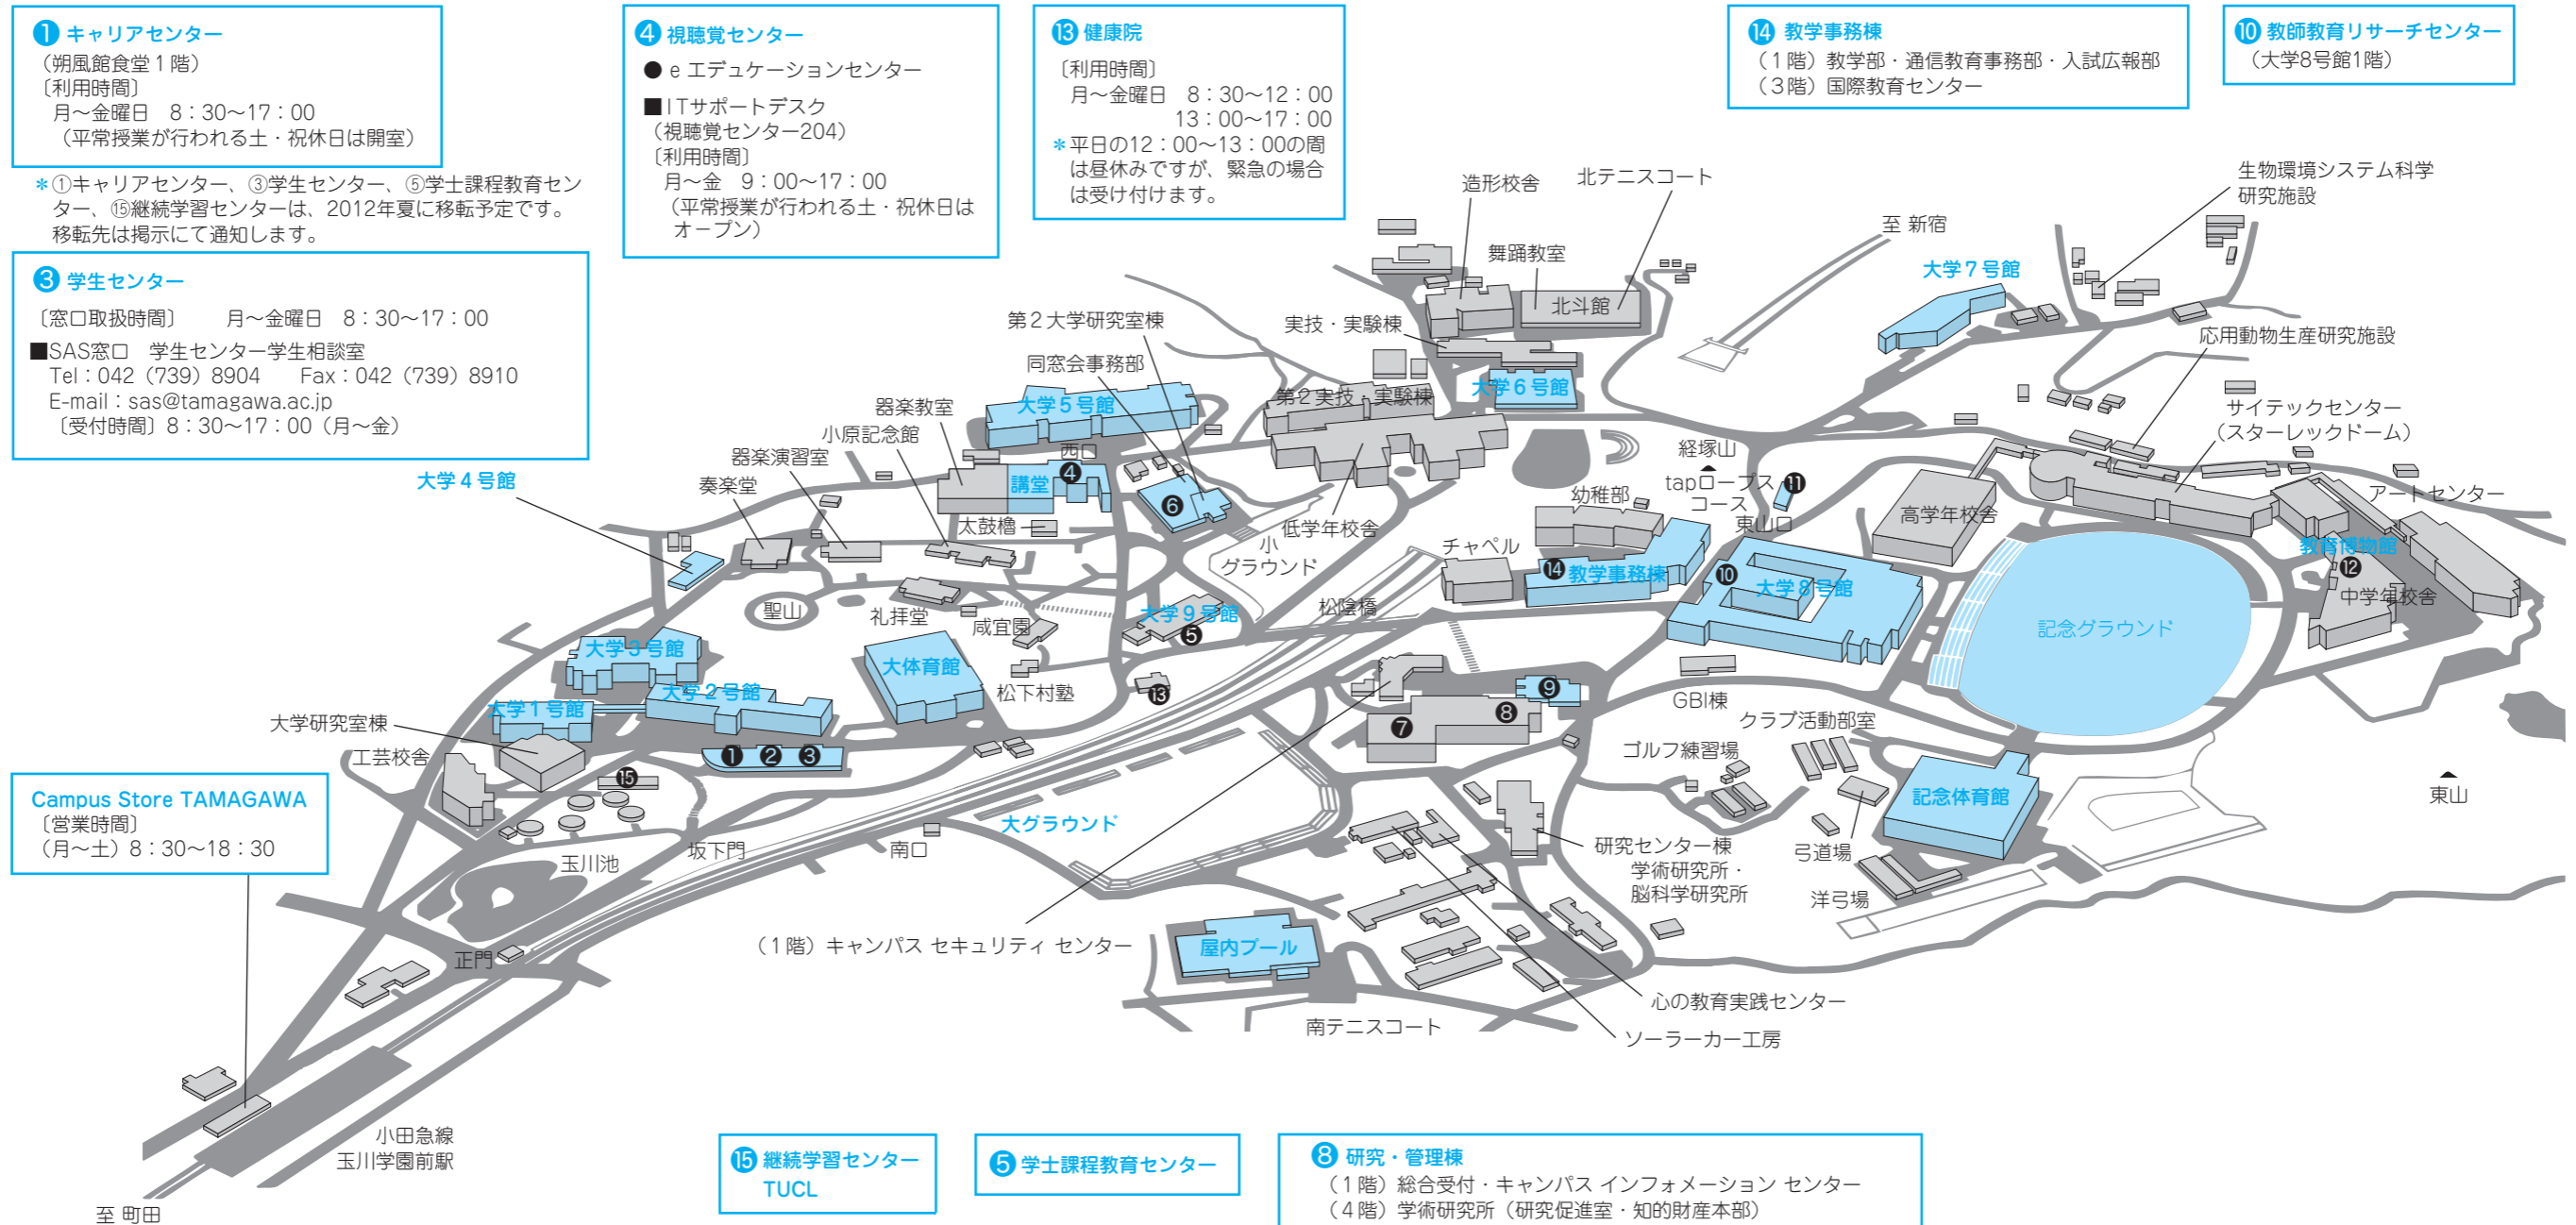 ❶ キャリアセンター
（朔風館食堂１階）
〔利用時間〕
月～金曜日　8：30～17：00
（平常授業が行われる土・祝休日は開室）
＊①キャリアセンター、③学生センター、⑤学士課程教育セン
ター、⑮継続学習センターは、2012年夏に移転予定です。
移転先は掲示にて通知します。
❸ 学生センター
〔窓口取扱時間〕　月～金曜日　8：30～17：00
■SAS窓口　学生センター学生相談室
Tel：042（739）8904　Fax：042（739）8910
E-mail：sas@tamagawa.ac.jp
〔受付時間〕8：30～17：00（月～金）
❹ 視聴覚センター
● e エデュケーションセンター
■ITサポートデスク
（視聴覚センター204）
〔利用時間〕
月～金　9：00～17：00
（平常授業が行われる土・祝休日は
オープン）
⓭ 健康院
〔利用時間〕
月～金曜日　8：30～12：00
13：00～17：00
＊平日の12：00～13：00の間
は昼休みですが、緊急の場合
は受け付けます。
⓮ 教学事務棟
（1階）教学部・通信教育事務部・入試広報部
（3階）国際教育センター
❿ 教師教育リサーチセンター
（大学8号館1階）
生物環境システム科学
研究施設
造形校舎
北テニスコート
至 新宿
舞踊教室
大学７号館
北斗館
第２大学研究室棟
実技・実験棟
応用動物生産研究施設
同窓会事務部
大学５号館
第２実技・実験棟
大学６号館
器楽教室
サイテックセンター
（スターレックドーム）
小原記念館
西口
❹
経塚山
器楽演習室
大学４号館
講堂
tapロープス
コース
⓫
アートセンター
奏楽堂
❻
幼稚部
東山口
高学年校舎
太鼓櫓
低学年校舎
小
グラウンド
チャペル
教育博物館
⓮
教学事務棟
❿
大学８号館
⓬
中学年校舎
聖山
礼拝堂
咸宜園
大学９号館
❺
松陰橋
記念グラウンド
大学３号館
大体育館
松下村塾
⓭
大学２号館
大学１号館
❾
GBI棟
大学研究室棟
❼
❽
クラブ活動部室
工芸校舎
❶
❷
❸
ゴルフ練習場
⓯
記念体育館
東山
Campus Store TAMAGAWA
〔営業時間〕
（月～土）8：30～18：30
大グラウンド
坂下門
南口
玉川池
研究センター棟
学術研究所・
脳科学研究所
弓道場
洋弓場
（１階）キャンパス セキュリティ センター
屋内プール
正門
心の教育実践センター
南テニスコート
ソーラーカー工房
小田急線
玉川学園前駅
至 町田
⓯ 継続学習センター
TUCL
❺ 学士課程教育センター
❽ 研究・管理棟
（１階）総合受付・キャンパス インフォメーション センター
（４階）学術研究所（研究促進室・知的財産本部）